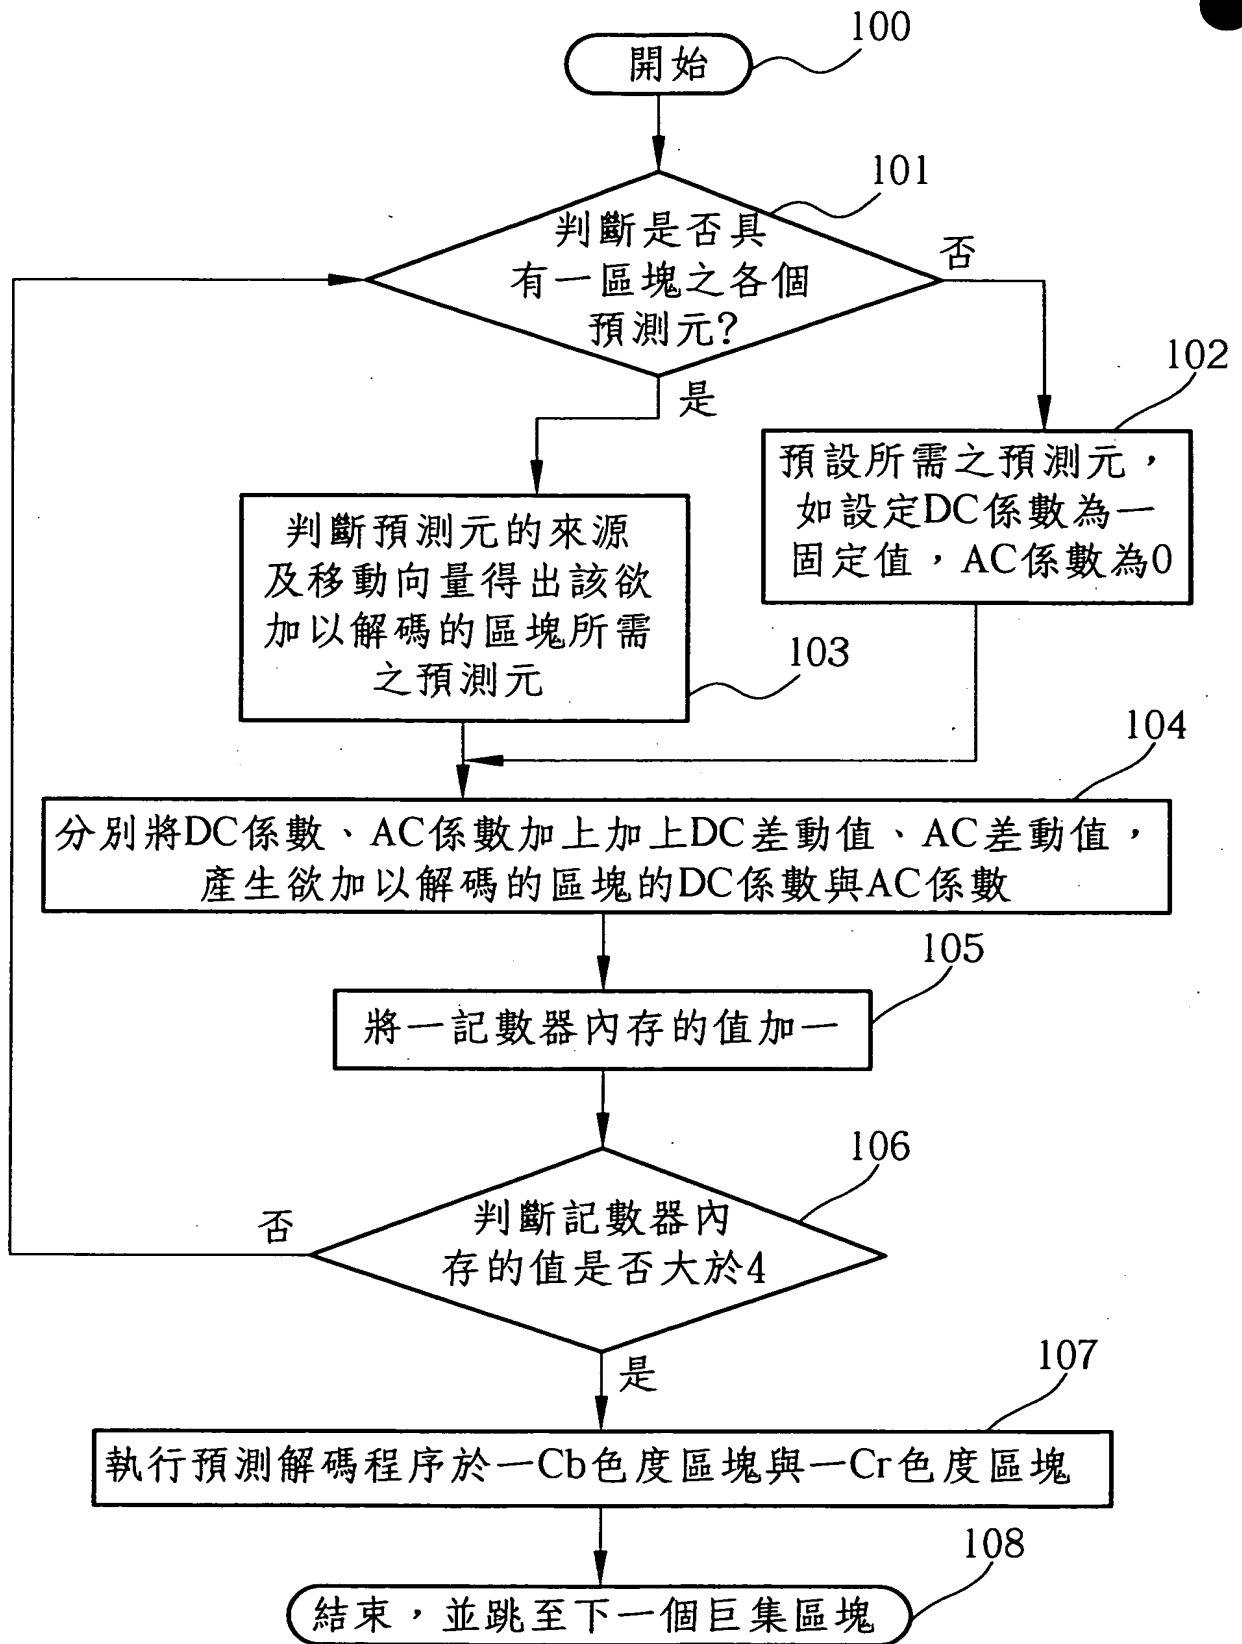 100
開始
101
判斷是否具
有一區塊之各個
預測元?
否
是
102
預設所需之預測元，
如設定DC係數為一
固定值，AC係數為0
判斷預測元的來源
及移動向量得出該欲
加以解碼的區塊所需
之預測元
103
104
分別將DC係數、AC係數加上加上DC差動值、AC差動值，
產生欲加以解碼的區塊的DC係數與AC係數
105
將一記數器內存的值加一
106
判斷記數器內
存的值是否大於4
否
是
107
執行預測解碼程序於一Cb色度區塊與一Cr色度區塊
108
結束，並跳至下一個巨集區塊